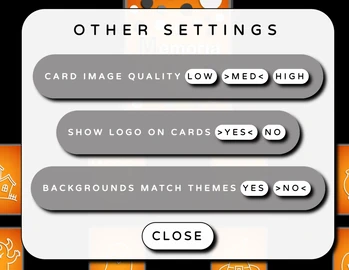 OTHER SETTINGS
CARD IMAGE QUALITY LOW >MED< HIGH
SHOW LOGO ON CARDS >YES< NO
BACKGROUNDS MATCH THEMES YES >NO<
CLOSE